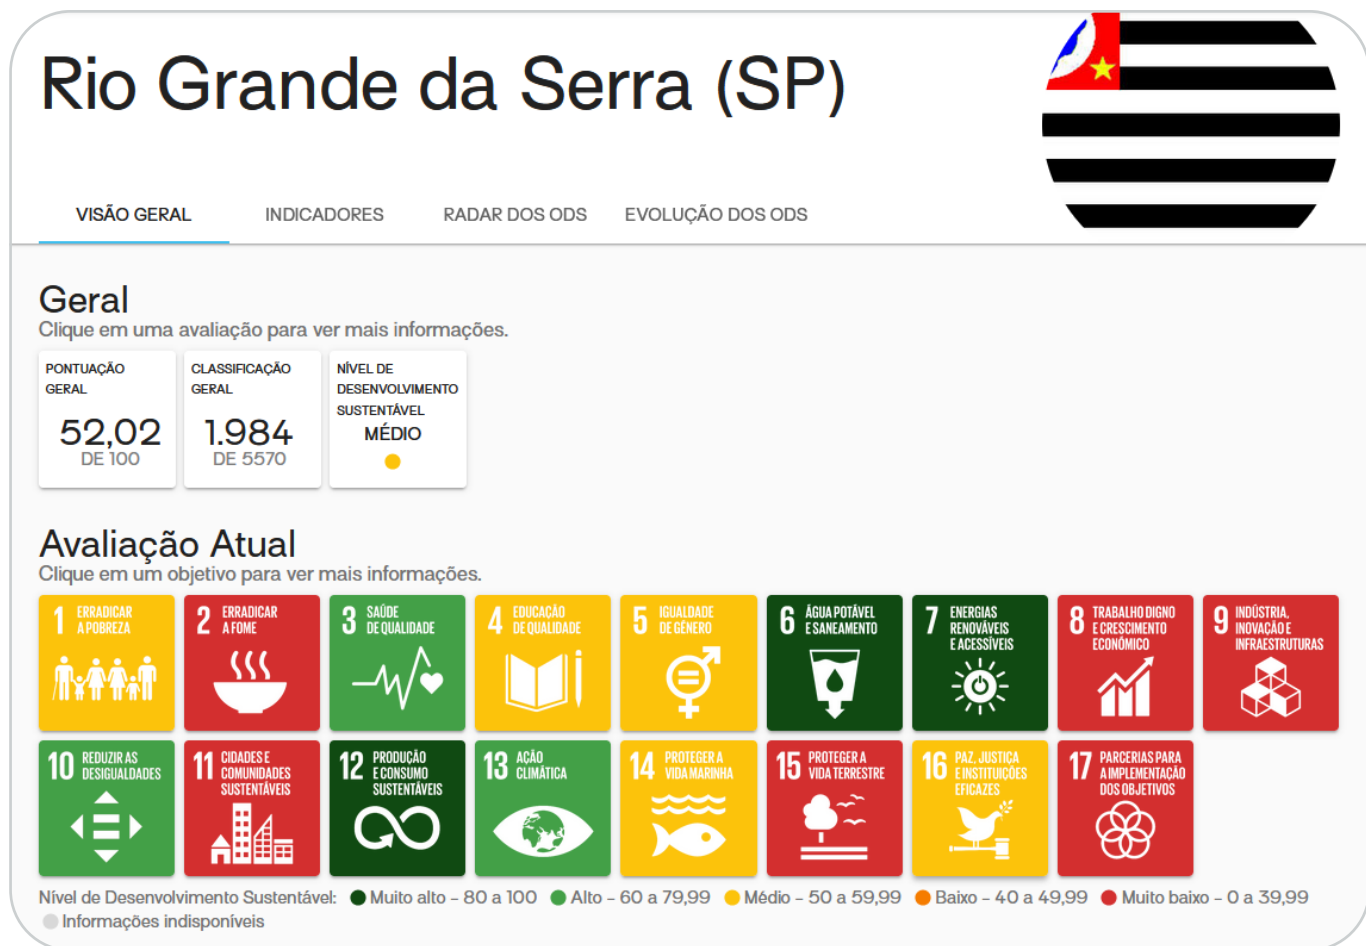 Rio Grande da Serra (SP)
VISÃO GERAL
INDICADORES
RADAR DOS ODS
EVOLUÇÃO DOS ODS
Geral
Clique em uma avaliação para ver mais informações.
PONTUAÇÃO
GERAL
52,02
DE 100
CLASSIFICAÇÃO
GERAL
1.984
DE 5570
NÍVEL DE
DESENVOLVIMENTO
SUSTENTÁVEL
MÉDIO
Avaliação Atual
Clique em um objetivo para ver mais informações.
1 ERRADICAR
A POBREZA
2 ERRADICAR
A FOME
3 SAÚDE
DE QUALIDADE
4 EDUCAÇÃO
DE QUALIDADE
5 IGUALDADE
DE GÉNERO
6 ÁGUA POTÁVEL
E SANEAMENTO
7 ENERGIAS
RENOVÁVEIS
E ACESSÍVEIS
8 TRABALHO DIGNO
E CRESCIMENTO
ECONÓMICO
9 INDÚSTRIA,
INOVAÇÃO E
INFRAESTRUTURAS
10 REDUZIR AS
DESIGUALDADES
11 CIDADES E
COMUNIDADES
SUSTENTÁVEIS
12 PRODUÇÃO
E CONSUMO
SUSTENTÁVEIS
13 AÇÃO
CLIMÁTICA
14 PROTEGER A
VIDA MARINHA
15 PROTEGER A
VIDA TERRESTRE
16 PAZ, JUSTIÇA
E INSTITUIÇÕES
EFICAZES
17 PARCERIAS PARA
A IMPLEMENTAÇÃO
DOS OBJETIVOS
Nível de Desenvolvimento Sustentável: Muito alto - 80 a 100 Alto - 60 a 79,99 Médio - 50 a 59,99 Baixo - 40 a 49,99 Muito baixo - 0 a 39,99
Informações indisponíveis